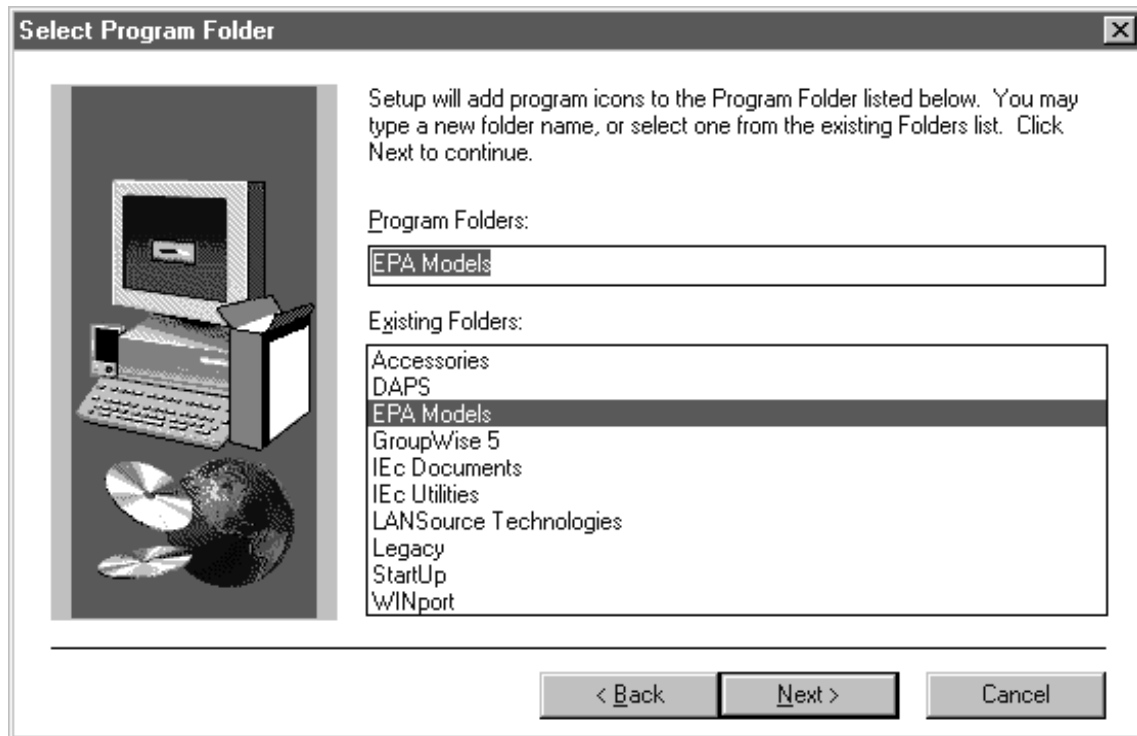 Select Program Folder
Setup will add program icons to the Program Folder listed below.  You may
type a new folder name, or select one from the existing Folders list.  Click
Next to continue.
Program Folders:
EPA Models
Existing Folders:
Accessories
DAPS
EPA Models
GroupWise 5
IEc Documents
IEc Utilities
LANSource Technologies
Legacy
StartUp
WINport
< Back
Next >
Cancel